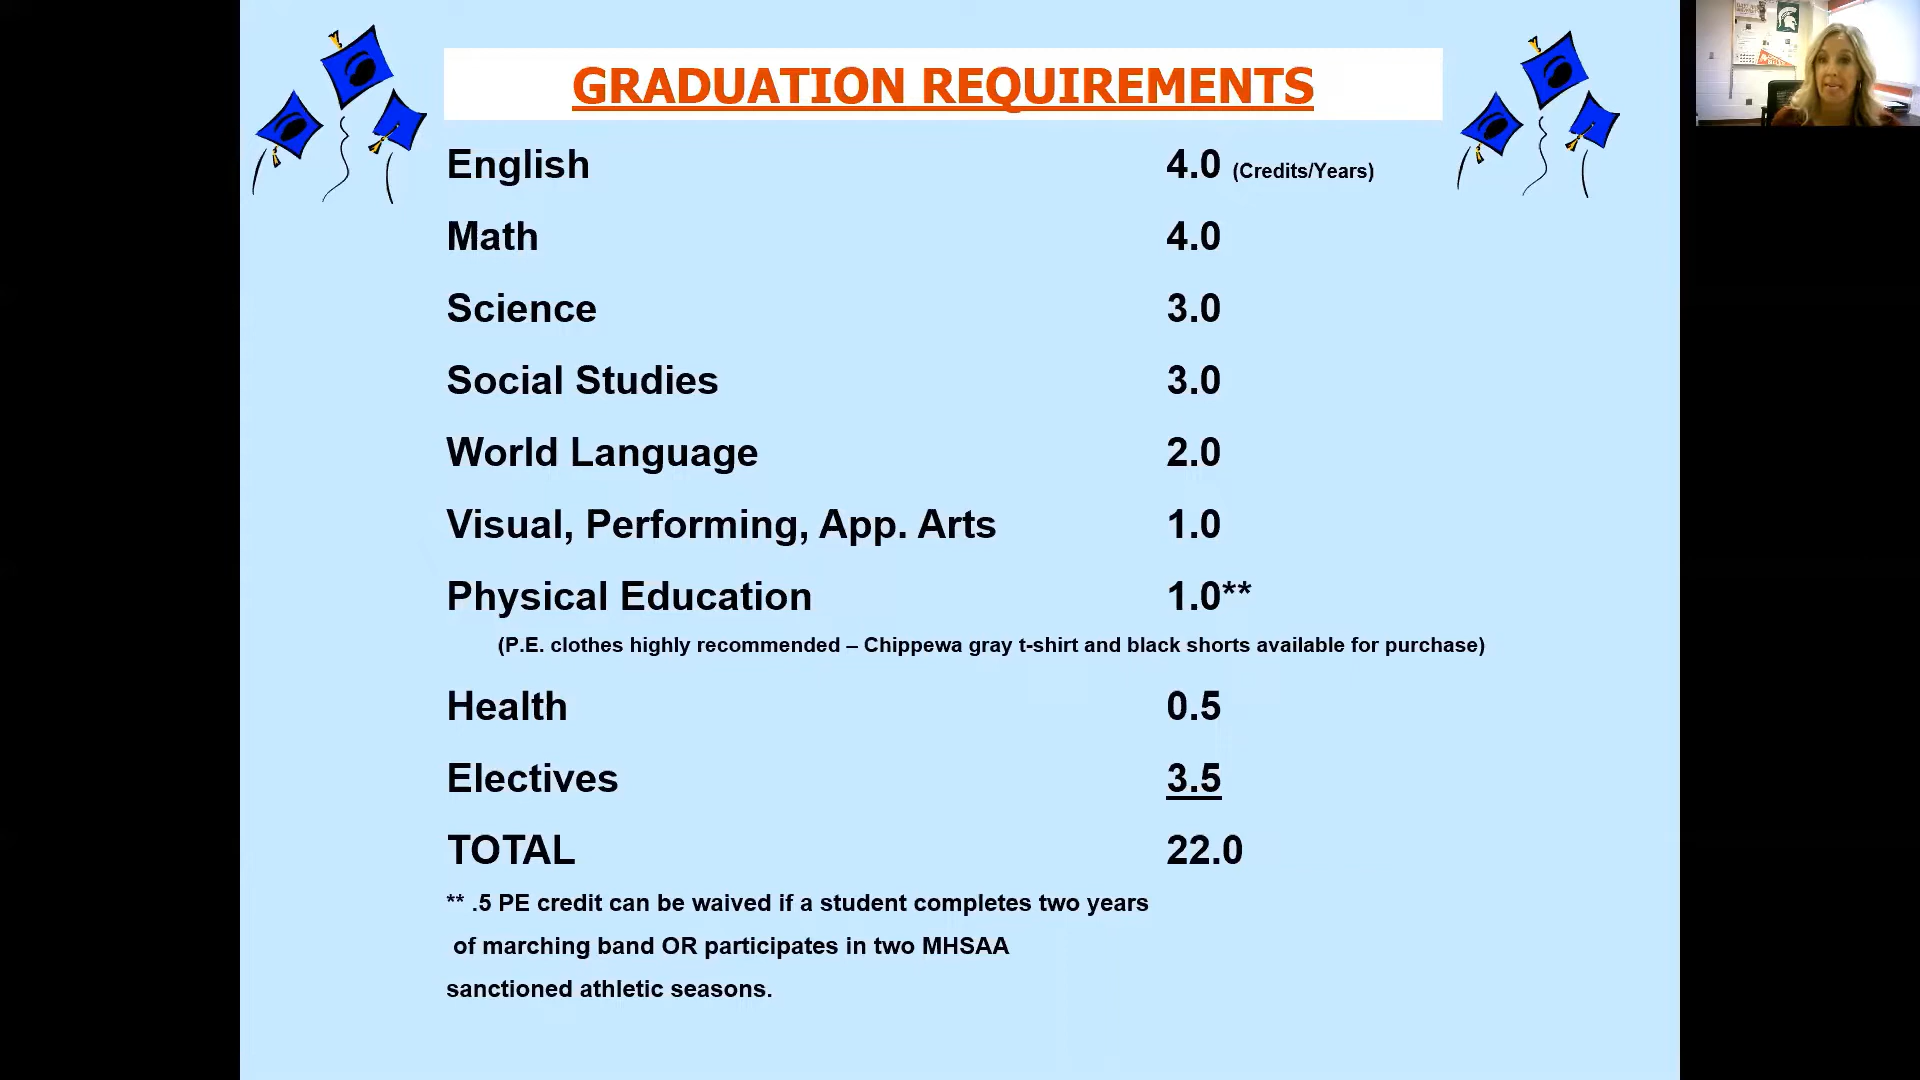 GRADUATION REQUIREMENTS
English 4.0 (Credits/Years)
Math 4.0
Science 3.0
Social Studies 3.0
World Language 2.0
Visual, Performing, App. Arts 1.0
Physical Education 1.0**
(P.E. clothes highly recommended – Chippewa gray t-shirt and black shorts available for purchase)
Health 0.5
Electives 3.5
TOTAL 22.0
** .5 PE credit can be waived if a student completes two years
of marching band OR participates in two MHSAA
sanctioned athletic seasons.